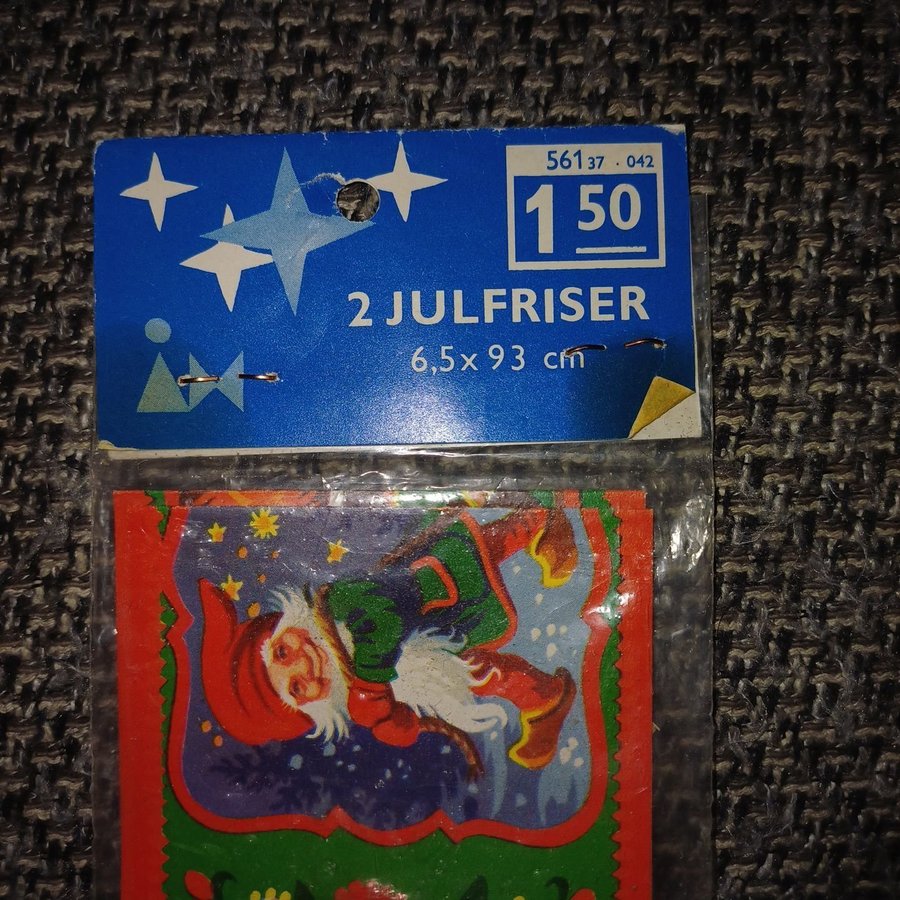 561 37 · 042
1 50
2 JULFRISER
6,5 x 93 cm